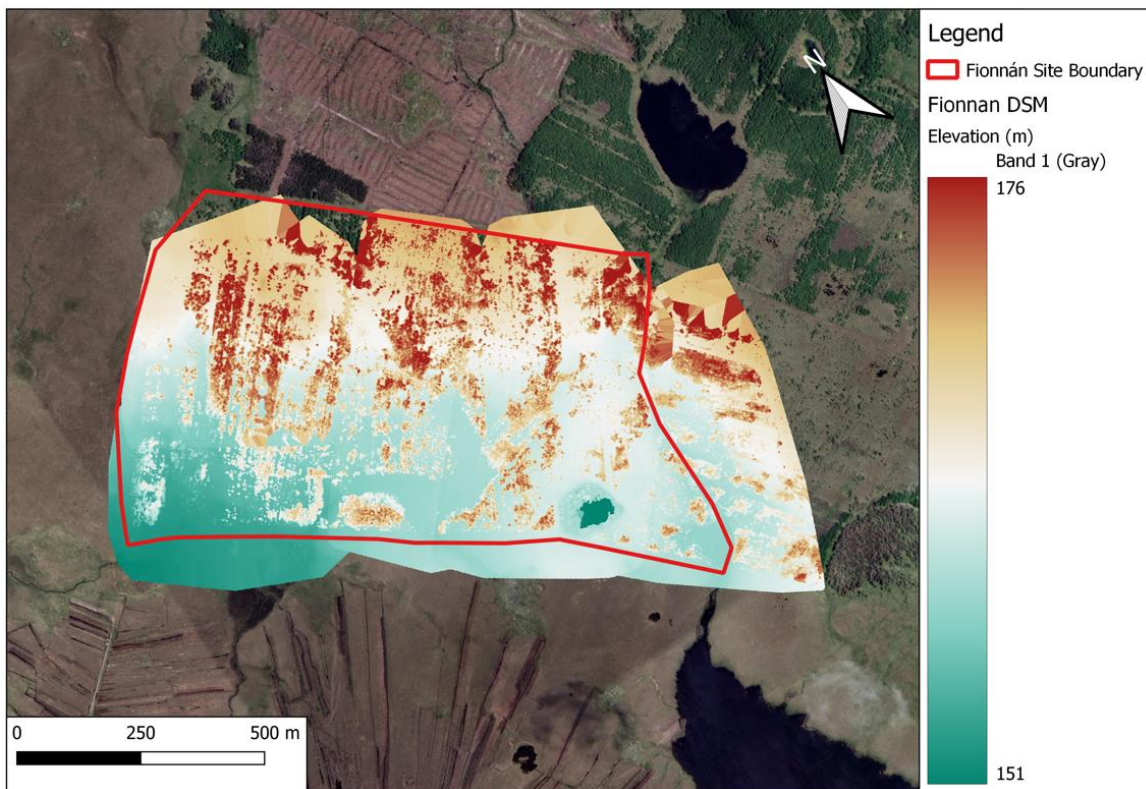 Legend
Fionnán Site Boundary
Fionnan DSM
Elevation (m)
Band 1 (Gray)
176
151
N
0 250 500 m